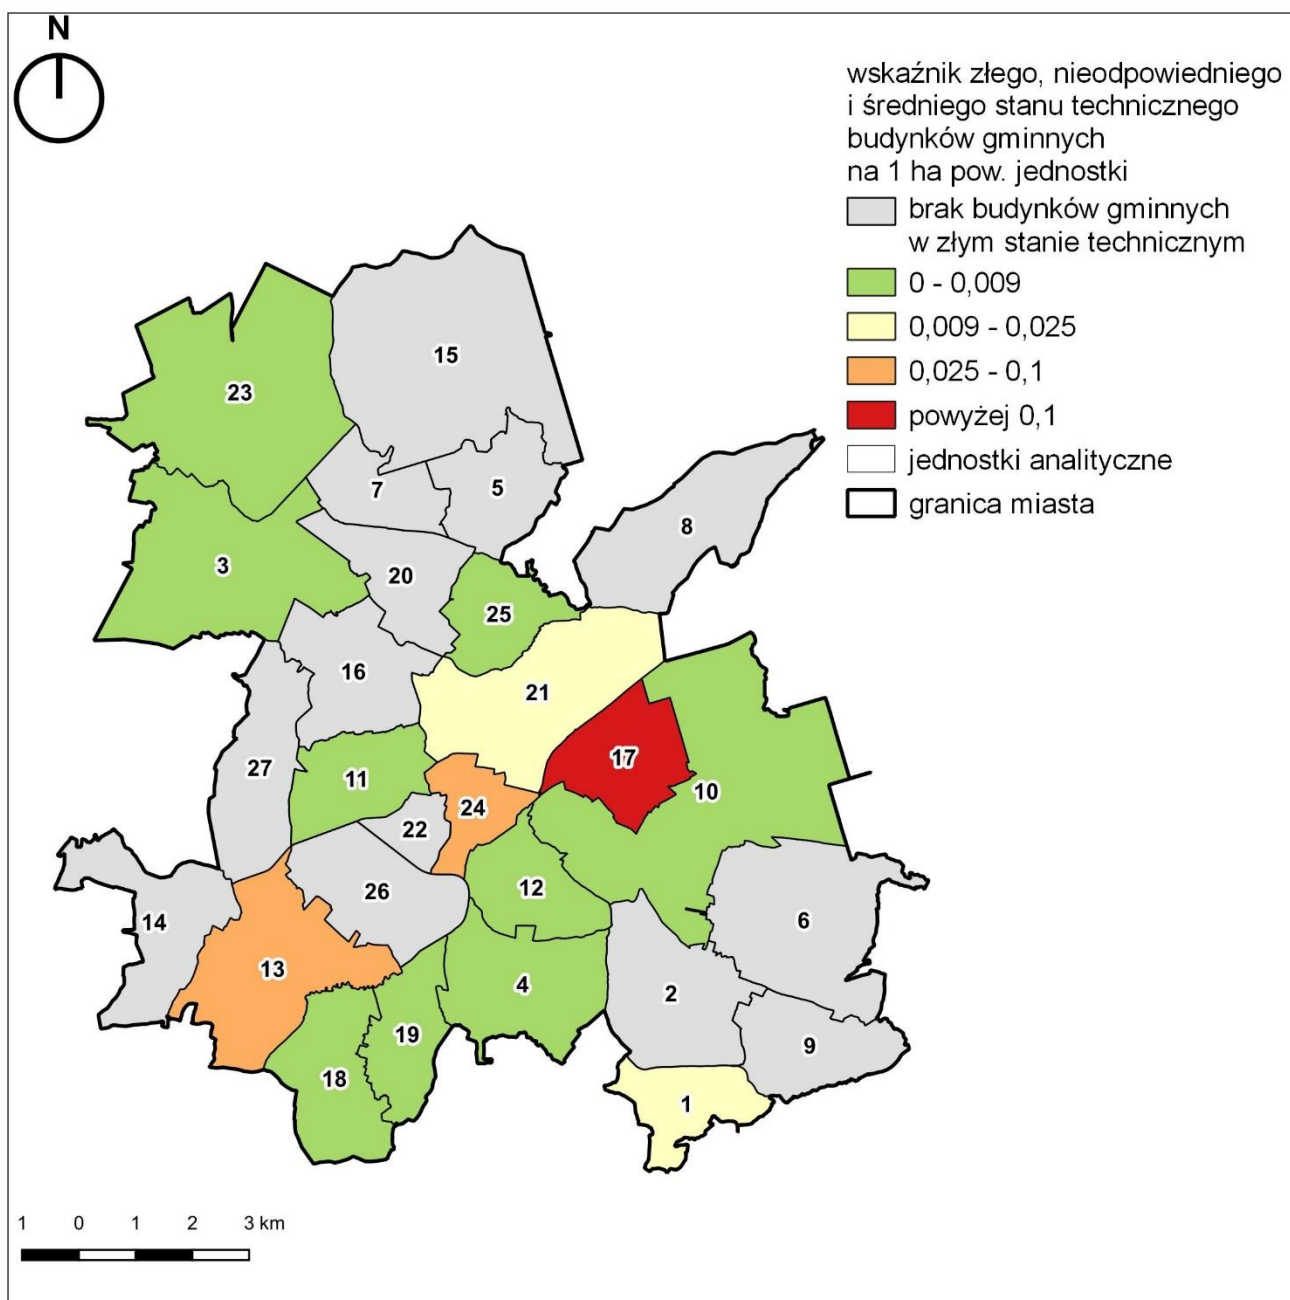 N
wskaźnik złego, nieodpowiedniego
i średniego stanu technicznego
budynków gminnych
na 1 ha pow. jednostki
brak budynków gminnych
w złym stanie technicznym
0 - 0,009
0,009 - 0,025
0,025 - 0,1
powyżej 0,1
jednostki analityczne
granica miasta
15
23
7
5
8
3
20
25
16
21
27
11
17
10
24
22
26
12
14
6
13
4
2
19
9
18
1
1 0 1 2 3 km